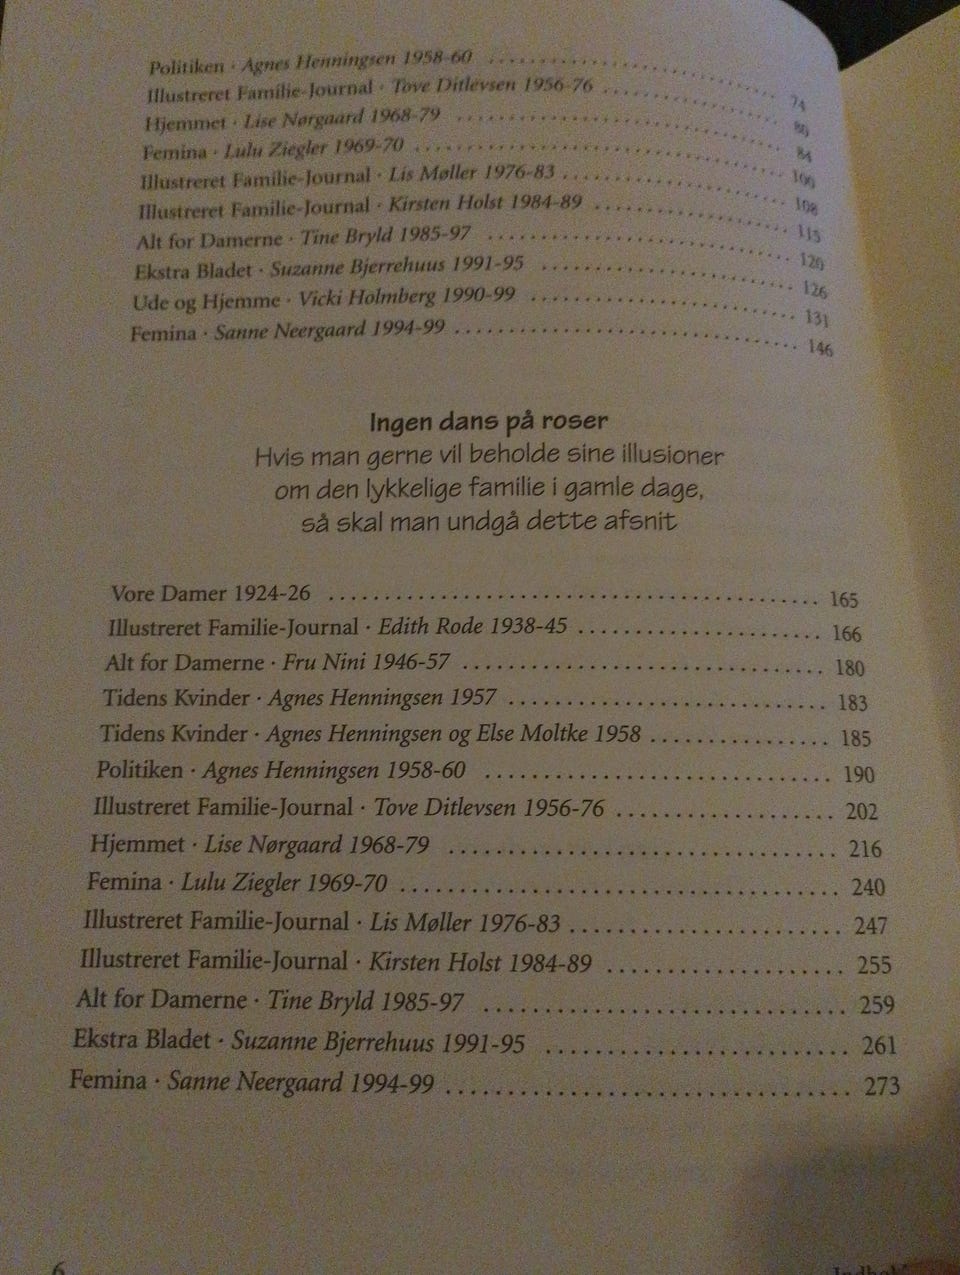 Politiken · Agnes Henningsen 1958-60 ........ 74
Illustreret Familie-Journal · Tove Ditlevsen 1956-76 ........ 80
Hjemmet · Lise Nørgaard 1968-79 ........ 84
Femina · Lulu Ziegler 1969-70 ........ 100
Illustreret Familie-Journal · Lis Møller 1976-83 ........ 108
Illustreret Familie-Journal · Kirsten Holst 1984-89 ........ 115
Alt for Damerne · Tine Bryld 1985-97 ........ 120
Ekstra Bladet · Suzanne Bjerrehuus 1991-95 ........ 126
Ude og Hjemme · Vicki Holmberg 1990-99 ........ 131
Femina · Sanne Neergaard 1994-99 ........ 146
Ingen dans på roser
Hvis man gerne vil beholde sine illusioner
om den lykkelige familie i gamle dage,
så skal man undgå dette afsnit
Vore Damer 1924-26 ........ 165
Illustreret Familie-Journal · Edith Rode 1938-45 ........ 166
Alt for Damerne · Fru Nini 1946-57 ........ 180
Tidens Kvinder · Agnes Henningsen 1957 ........ 183
Tidens Kvinder · Agnes Henningsen og Else Moltke 1958 ........ 185
Politiken · Agnes Henningsen 1958-60 ........ 190
Illustreret Familie-Journal · Tove Ditlevsen 1956-76 ........ 202
Hjemmet · Lise Nørgaard 1968-79 ........ 216
Femina · Lulu Ziegler 1969-70 ........ 240
Illustreret Familie-Journal · Lis Møller 1976-83 ........ 247
Illustreret Familie-Journal · Kirsten Holst 1984-89 ........ 255
Alt for Damerne · Tine Bryld 1985-97 ........ 259
Ekstra Bladet · Suzanne Bjerrehuus 1991-95 ........ 261
Femina · Sanne Neergaard 1994-99 ........ 273
6